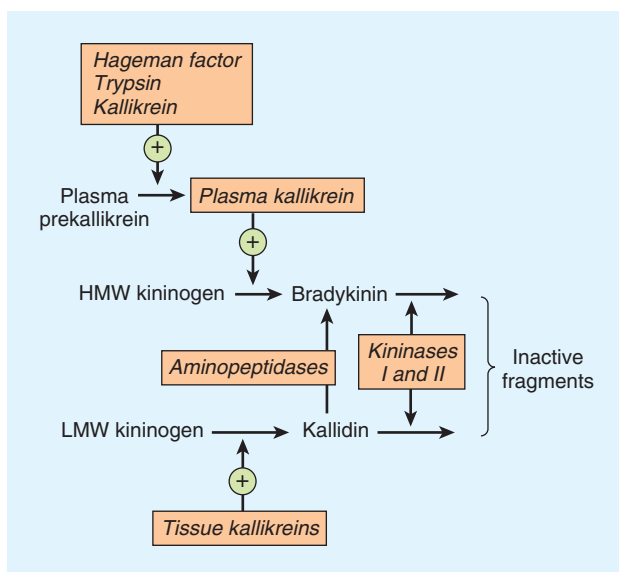 Hageman factor
Trypsin
Kallikrein
+
Plasma
prekallikrein
Plasma kallikrein
+
HMW kininogen
Bradykinin
Aminopeptidases
Kininases
I and II
Inactive
fragments
LMW kininogen
Kallidin
+
Tissue kallikreins